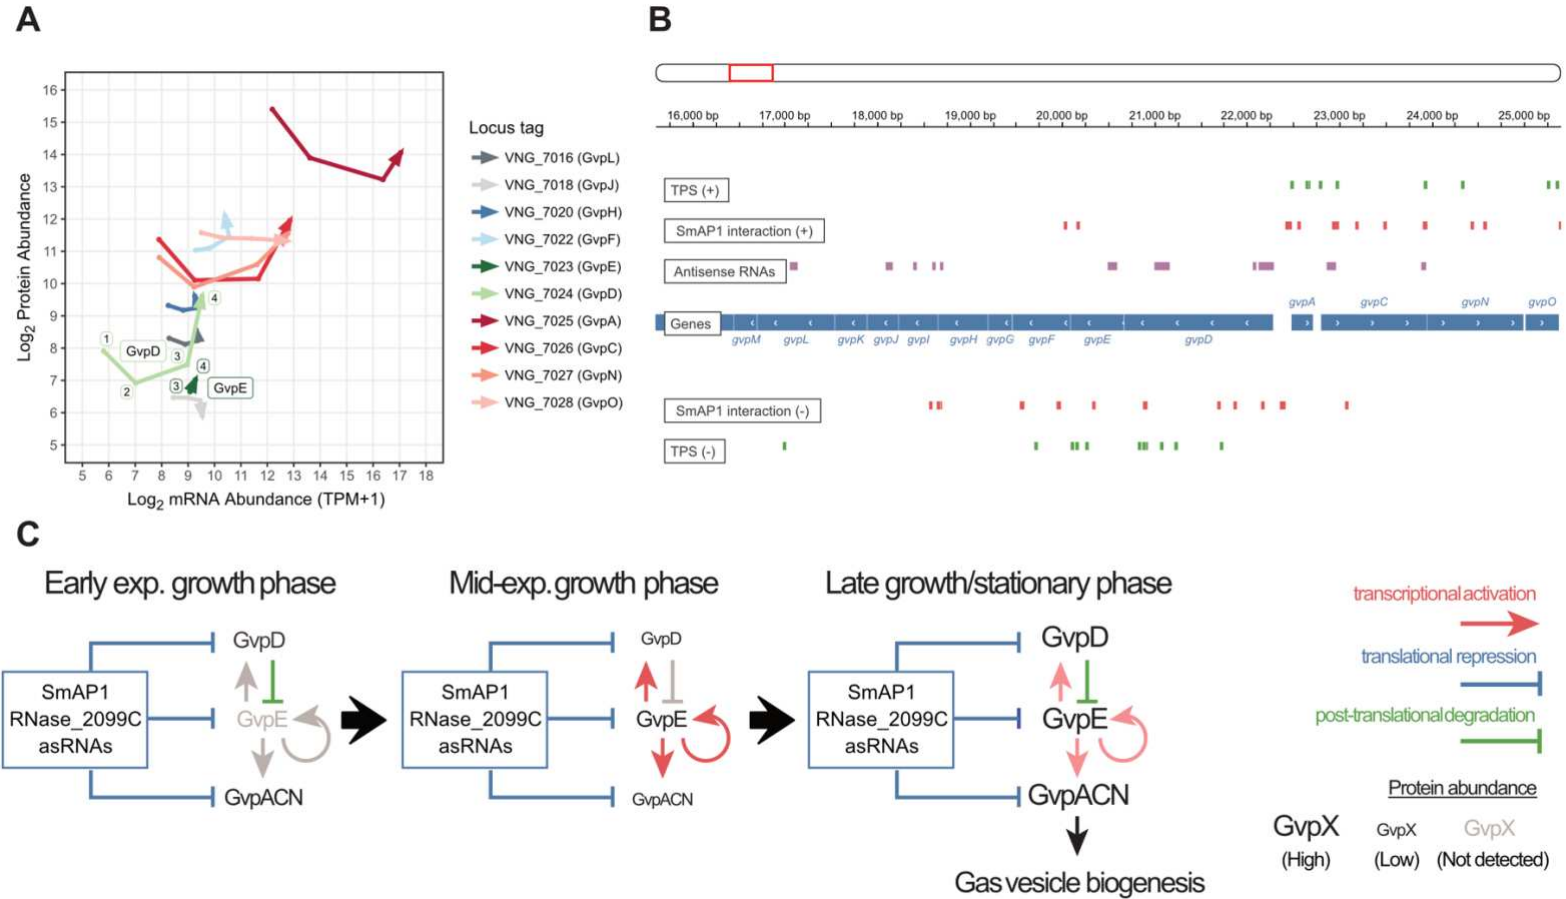 A
16
15
14
13
12
11
10
9
8
7
6
5
Log2 Protein Abundance
5 6 7 8 9 10 11 12 13 14 15 16 17 18
Log2 mRNA Abundance (TPM+1)
1
GvpD
2
3
4
3
4
GvpE
Locus tag
VNG_7016 (GvpL)
VNG_7018 (GvpJ)
VNG_7020 (GvpH)
VNG_7022 (GvpF)
VNG_7023 (GvpE)
VNG_7024 (GvpD)
VNG_7025 (GvpA)
VNG_7026 (GvpC)
VNG_7027 (GvpN)
VNG_7028 (GvpO)
B
16,000 bp 17,000 bp 18,000 bp 19,000 bp 20,000 bp 21,000 bp 22,000 bp 23,000 bp 24,000 bp 25,000 bp
TPS (+)
SmAP1 interaction (+)
Antisense RNAs
gvpA gvpC gvpN gvpO
Genes
gvpM gvpL gvpK gvpJ gvpI gvpH gvpG gvpF gvpE gvpD
SmAP1 interaction (-)
TPS (-)
C
Early exp. growth phase
SmAP1
RNase_2099C
asRNAs
GvpD
GvpE
GvpACN
Mid-exp. growth phase
SmAP1
RNase_2099C
asRNAs
GvpD
GvpE
GvpACN
Late growth/stationary phase
SmAP1
RNase_2099C
asRNAs
GvpD
GvpE
GvpACN
Gas vesicle biogenesis
transcriptional activation
translational repression
post-translational degradation
Protein abundance
GvpX GvpX GvpX
(High) (Low) (Not detected)